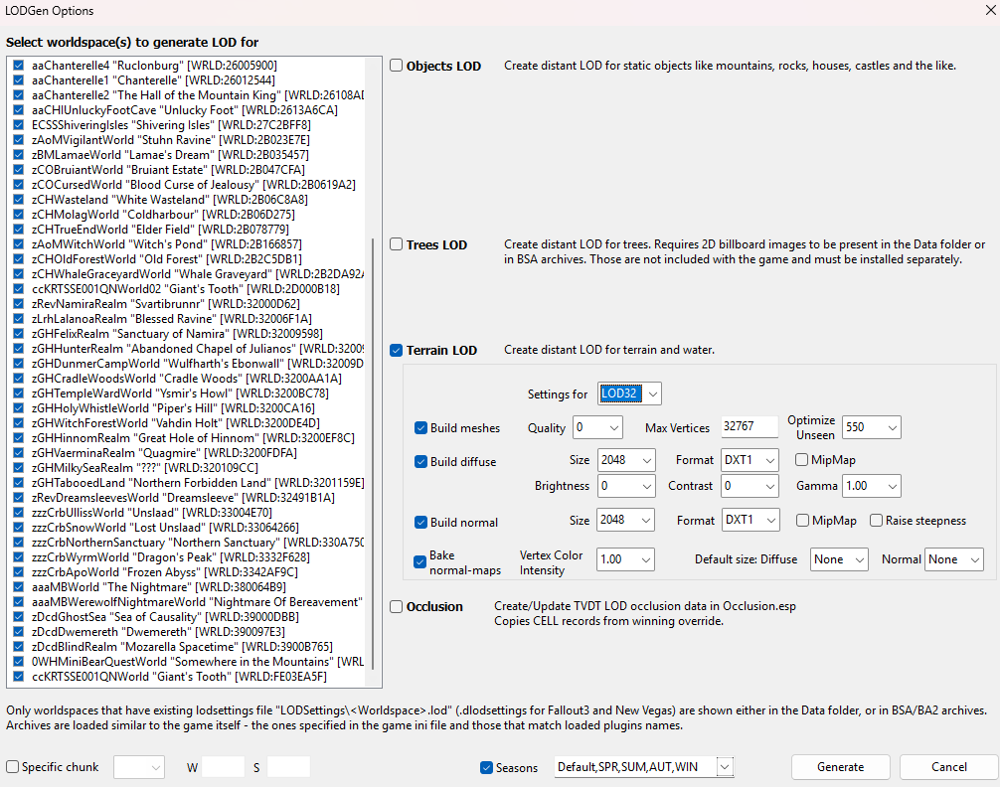 LODGen Options
Select worldspace(s) to generate LOD for
aaChanterelle4 "Ruclonburg" [WRLD:26005900]
aaChanterelle1 "Chanterelle" [WRLD:26012544]
aaChanterelle2 "The Hall of the Mountain King" [WRLD:26108AD
aaCHIUnluckyFootCave "Unlucky Foot" [WRLD:2613A6CA]
ECSSShiveringIsles "Shivering Isles" [WRLD:27C2BFF8]
zAoMVigilantWorld "Stuhn Ravine" [WRLD:2B023E7E]
zBMLamaeWorld "Lamae's Dream" [WRLD:2B035457]
zCOBruiantWorld "Bruiant Estate" [WRLD:2B047CFA]
zCOCursedWorld "Blood Curse of Jealousy" [WRLD:2B0619A2]
zCHWasteland "White Wasteland" [WRLD:2B06C8A8]
zCHMolagWorld "Coldharbour" [WRLD:2B06D275]
zCHTrueEndWorld "Elder Field" [WRLD:2B078779]
zAoMWitchWorld "Witch's Pond" [WRLD:2B166857]
zCHOldForestWorld "Old Forest" [WRLD:2B2C5DB1]
zCHWhaleGraceyardWorld "Whale Graveyard" [WRLD:2B2DA92A
ccKRTSSE001QNWorld02 "Giant's Tooth" [WRLD:2D000B18]
zRevNamiraRealm "Svartibrunnr" [WRLD:32000D62]
zLrhLalanoaRealm "Blessed Ravine" [WRLD:32006F1A]
zGHFelixRealm "Sanctuary of Namira" [WRLD:32009598]
zGHHunterRealm "Abandoned Chapel of Julianos" [WRLD:32009
zGHDunmerCampWorld "Wulfharth's Ebonwall" [WRLD:32009D
zGHCradleWoodsWorld "Cradle Woods" [WRLD:3200AA1A]
zGHTempleWardWorld "Ysmir's Howl" [WRLD:3200BC78]
zGHHolyWhistleWorld "Piper's Hill" [WRLD:3200CA16]
zGHWitchForestWorld "Vahdin Holt" [WRLD:3200DE4D]
zGHHinnomRealm "Great Hole of Hinnom" [WRLD:3200EF8C]
zGHVaerminaRealm "Quagmire" [WRLD:3200FDFA]
zGHMilkySeaRealm "???" [WRLD:320109CC]
zGHTabooedLand "Northern Forbidden Land" [WRLD:3201159E]
zRevDreamsleevesWorld "Dreamsleeve" [WRLD:32491B1A]
zzzCrbUllissWorld "Unslaad" [WRLD:33004E70]
zzzCrbSnowWorld "Lost Unslaad" [WRLD:33064266]
zzzCrbNorthernSanctuary "Northern Sanctuary" [WRLD:330A750
zzzCrbWyrmWorld "Dragon's Peak" [WRLD:3332F628]
zzzCrbApoWorld "Frozen Abyss" [WRLD:3342AF9C]
aaaMBWorld "The Nightmare" [WRLD:380064B9]
aaaMBWerewolfNightmareWorld "Nightmare Of Bereavement"
zDcdGhostSea "Sea of Causality" [WRLD:39000DBB]
zDcdDwemereth "Dwemereth" [WRLD:390097E3]
zDcdBlindRealm "Mozarella Spacetime" [WRLD:3900B765]
0WHMiniBearQuestWorld "Somewhere in the Mountains" [WRL
ccKRTSSE001QNWorld "Giant's Tooth" [WRLD:FE03EA5F]
Objects LOD Create distant LOD for static objects like mountains, rocks, houses, castles and the like.
Trees LOD Create distant LOD for trees. Requires 2D billboard images to be present in the Data folder or
in BSA archives. Those are not included with the game and must be installed separately.
Terrain LOD Create distant LOD for terrain and water.
Settings for LOD32
Build meshes Quality 0 Max Vertices 32767 Optimize
Unseen 550
Build diffuse Size 2048 Format DXT1 MipMap
Brightness 0 Contrast 0 Gamma 1.00
Build normal Size 2048 Format DXT1 MipMap Raise steepness
Bake
normal-maps Vertex Color
Intensity 1.00 Default size: Diffuse None Normal None
Occlusion Create/Update TVDT LOD occlusion data in Occlusion.esp
Copies CELL records from winning override.
Only worldspaces that have existing lodsettings file "LODSettings\<Worldspace>.lod" (.dlodsettings for Fallout3 and New Vegas) are shown either in the Data folder, or in BSA/BA2 archives.
Archives are loaded similar to the game itself - the ones specified in the game ini file and those that match loaded plugins names.
Specific chunk W S Seasons Default,SPR,SUM,AUT,WIN Generate Cancel